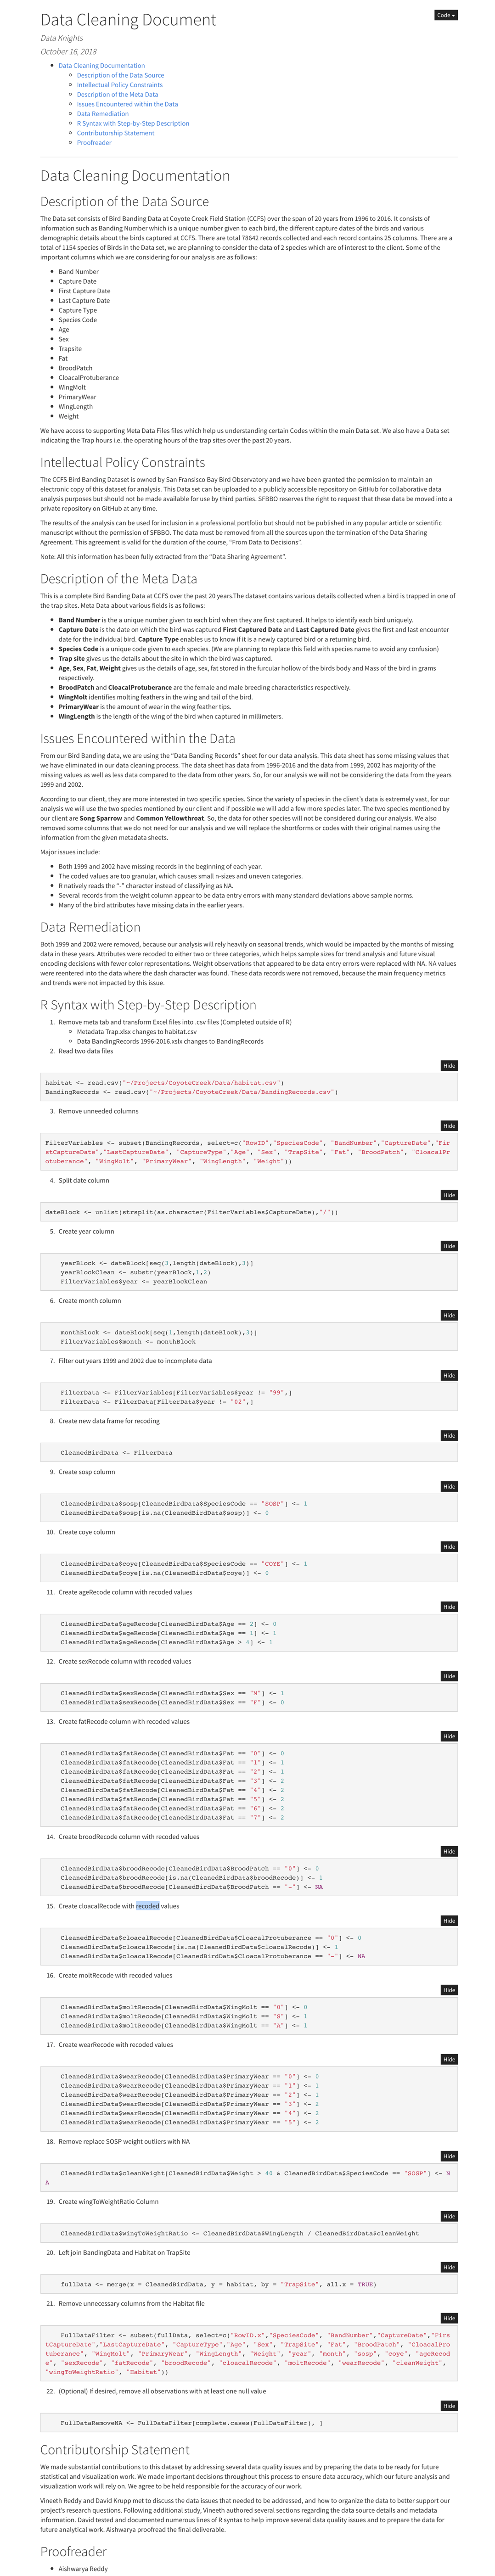 Data Cleaning Document
Code
Data Knights
October 16, 2018
Data Cleaning Documentation
Description of the Data Source
Intellectual Policy Constraints
Description of the Meta Data
Issues Encountered within the Data
Data Remediation
R Syntax with Step-by-Step Description
Contributorship Statement
Proofreader
Data Cleaning Documentation
Description of the Data Source
The Data set consists of Bird Banding Data at Coyote Creek Field Station (CCFS) over the span of 20 years from 1996 to 2016. It consists of
information such as Banding Number which is a unique number given to each bird, the different capture dates of the birds and various
demographic details about the birds captured at CCFS. There are total 78642 records collected and each record contains 25 columns. There are a
total of 1154 species of Birds in the Data set, we are planning to consider the data of 2 species which are of interest to the client. Some of the
important columns which we are considering for our analysis are as follows:
Band Number
Capture Date
First Capture Date
Last Capture Date
Capture Type
Species Code
Age
Sex
Trapsite
Fat
BroodPatch
CloacalProtuberance
WingMolt
PrimaryWear
WingLength
Weight
We have access to supporting Meta Data Files files which help us understanding certain Codes within the main Data set. We also have a Data set
indicating the Trap hours i.e. the operating hours of the trap sites over the past 20 years.
Intellectual Policy Constraints
The CCFS Bird Banding Dataset is owned by San Fransisco Bay Bird Observatory and we have been granted the permission to maintain an
electronic copy of this dataset for analysis. This Data set can be uploaded to a publicly accessible repository on GitHub for collaborative data
analysis purposes but should not be made available for use by third parties. SFBBO reserves the right to request that these data be moved into a
private repository on GitHub at any time.
The results of the analysis can be used for inclusion in a professional portfolio but should not be published in any popular article or scientific
manuscript without the permission of SFBBO. The data must be removed from all the sources upon the termination of the Data Sharing
Agreement. This agreement is valid for the duration of the course, "From Data to Decisions".
Note: All this information has been fully extracted from the "Data Sharing Agreement".
Description of the Meta Data
This is a complete Bird Banding Data at CCFS over the past 20 years.The dataset contains various details collected when a bird is trapped in one of
the trap sites. Meta Data about various fields is as follows:
Band Number is the a unique number given to each bird when they are first captured. It helps to identify each bird uniquely.
Capture Date is the date on which the bird was captured First Captured Date and Last Captured Date gives the first and last encounter
date for the individual bird. Capture Type enables us to know if it is a newly captured bird or a returning bird.
Species Code is a unique code given to each species. (We are planning to replace this field with species name to avoid any confusion)
Trap site gives us the details about the site in which the bird was captured.
Age, Sex, Fat, Weight gives us the details of age, sex, fat stored in the furcular hollow of the birds body and Mass of the bird in grams
respectively.
BroodPatch and CloacalProtuberance are the female and male breeding characteristics respectively.
WingMolt identifies molting feathers in the wing and tail of the bird.
PrimaryWear is the amount of wear in the wing feather tips.
WingLength is the length of the wing of the bird when captured in millimeters.
Issues Encountered within the Data
From our Bird Banding data, we are using the "Data Banding Records" sheet for our data analysis. This data sheet has some missing values that
we have eliminated in our data cleaning process. The data sheet has data from 1996-2016 and the data from 1999, 2002 has majority of the
missing values as well as less data compared to the data from other years. So, for our analysis we will not be considering the data from the years
1999 and 2002.
According to our client, they are more interested in two specific species. Since the variety of species in the client's data is extremely vast, for our
analysis we will use the two species mentioned by our client and if possible we will add a few more species later. The two species mentioned by
our client are Song Sparrow and Common Yellowthroat. So, the data for other species will not be considered during our analysis. We also
removed some columns that we do not need for our analysis and we will replace the shortforms or codes with their original names using the
information from the given metadata sheets.
Major issues include:
Both 1999 and 2002 have missing records in the beginning of each year.
The coded values are too granular, which causes small n-sizes and uneven categories.
R natively reads the "-" character instead of classifying as NA.
Several records from the weight column appear to be data entry errors with many standard deviations above sample norms.
Many of the bird attributes have missing data in the earlier years.
Data Remediation
Both 1999 and 2002 were removed, because our analysis will rely heavily on seasonal trends, which would be impacted by the months of missing
data in these years. Attributes were recoded to either two or three categories, which helps sample sizes for trend analysis and future visual
encoding decisions with fewer color representations. Weight observations that appeared to be data entry errors were replaced with NA. NA values
were reentered into the data where the dash character was found. These data records were not removed, because the main frequency metrics
and trends were not impacted by this issue.
R Syntax with Step-by-Step Description
1. Remove meta tab and transform Excel files into .csv files (Completed outside of R)
Metadata Trap.xlsx changes to habitat.csv
Data BandingRecords 1996-2016.xslx changes to BandingRecords
2. Read two data files
Hide
habitat <- read.csv("~/Projects/CoyoteCreek/Data/habitat.csv")
BandingRecords <- read.csv("~/Projects/CoyoteCreek/Data/BandingRecords.csv")
3. Remove unneeded columns
Hide
FilterVariables <- subset(BandingRecords, select=c("RowID","SpeciesCode", "BandNumber","CaptureDate","Fir
stCaptureDate","LastCaptureDate", "CaptureType","Age", "Sex", "TrapSite", "Fat", "BroodPatch", "CloacalPr
otuberance", "WingMolt", "PrimaryWear", "WingLength", "Weight"))
4. Split date column
Hide
dateBlock <- unlist(strsplit(as.character(FilterVariables$CaptureDate),"/"))
5. Create year column
Hide
yearBlock <- dateBlock[seq(3,length(dateBlock),3)]
yearBlockClean <- substr(yearBlock,1,2)
FilterVariables$year <- yearBlockClean
6. Create month column
Hide
monthBlock <- dateBlock[seq(1,length(dateBlock),3)]
FilterVariables$month <- monthBlock
7. Filter out years 1999 and 2002 due to incomplete data
Hide
FilterData <- FilterVariables[FilterVariables$year != "99",]
FilterData <- FilterData[FilterData$year != "02",]
8. Create new data frame for recoding
Hide
CleanedBirdData <- FilterData
9. Create sosp column
Hide
CleanedBirdData$sosp[CleanedBirdData$SpeciesCode == "SOSP"] <- 1
CleanedBirdData$sosp[is.na(CleanedBirdData$sosp)] <- 0
10. Create coye column
Hide
CleanedBirdData$coye[CleanedBirdData$SpeciesCode == "COYE"] <- 1
CleanedBirdData$coye[is.na(CleanedBirdData$coye)] <- 0
11. Create ageRecode column with recoded values
Hide
CleanedBirdData$ageRecode[CleanedBirdData$Age == 2] <- 0
CleanedBirdData$ageRecode[CleanedBirdData$Age == 1] <- 1
CleanedBirdData$ageRecode[CleanedBirdData$Age > 4] <- 1
12. Create sexRecode column with recoded values
Hide
CleanedBirdData$sexRecode[CleanedBirdData$Sex == "M"] <- 1
CleanedBirdData$sexRecode[CleanedBirdData$Sex == "F"] <- 0
13. Create fatRecode column with recoded values
Hide
CleanedBirdData$fatRecode[CleanedBirdData$Fat == "0"] <- 0
CleanedBirdData$fatRecode[CleanedBirdData$Fat == "1"] <- 1
CleanedBirdData$fatRecode[CleanedBirdData$Fat == "2"] <- 1
CleanedBirdData$fatRecode[CleanedBirdData$Fat == "3"] <- 2
CleanedBirdData$fatRecode[CleanedBirdData$Fat == "4"] <- 2
CleanedBirdData$fatRecode[CleanedBirdData$Fat == "5"] <- 2
CleanedBirdData$fatRecode[CleanedBirdData$Fat == "6"] <- 2
CleanedBirdData$fatRecode[CleanedBirdData$Fat == "7"] <- 2
14. Create broodRecode column with recoded values
Hide
CleanedBirdData$broodRecode[CleanedBirdData$BroodPatch == "0"] <- 0
CleanedBirdData$broodRecode[is.na(CleanedBirdData$broodRecode)] <- 1
CleanedBirdData$broodRecode[CleanedBirdData$BroodPatch == "-"] <- NA
15. Create cloacalRecode with recoded values
Hide
CleanedBirdData$cloacalRecode[CleanedBirdData$CloacalProtuberance == "0"] <- 0
CleanedBirdData$cloacalRecode[is.na(CleanedBirdData$cloacalRecode)] <- 1
CleanedBirdData$cloacalRecode[CleanedBirdData$CloacalProtuberance == "-"] <- NA
16. Create moltRecode with recoded values
Hide
CleanedBirdData$moltRecode[CleanedBirdData$WingMolt == "0"] <- 0
CleanedBirdData$moltRecode[CleanedBirdData$WingMolt == "S"] <- 1
CleanedBirdData$moltRecode[CleanedBirdData$WingMolt == "A"] <- 1
17. Create wearRecode with recoded values
Hide
CleanedBirdData$wearRecode[CleanedBirdData$PrimaryWear == "0"] <- 0
CleanedBirdData$wearRecode[CleanedBirdData$PrimaryWear == "1"] <- 1
CleanedBirdData$wearRecode[CleanedBirdData$PrimaryWear == "2"] <- 1
CleanedBirdData$wearRecode[CleanedBirdData$PrimaryWear == "3"] <- 2
CleanedBirdData$wearRecode[CleanedBirdData$PrimaryWear == "4"] <- 2
CleanedBirdData$wearRecode[CleanedBirdData$PrimaryWear == "5"] <- 2
18. Remove replace SOSP weight outliers with NA
Hide
CleanedBirdData$cleanWeight[CleanedBirdData$Weight > 40 & CleanedBirdData$SpeciesCode == "SOSP"] <- N
A
19. Create wingToWeightRatio Column
Hide
CleanedBirdData$wingToWeightRatio <- CleanedBirdData$WingLength / CleanedBirdData$cleanWeight
20. Left join BandingData and Habitat on TrapSite
Hide
fullData <- merge(x = CleanedBirdData, y = habitat, by = "TrapSite", all.x = TRUE)
21. Remove unnecessary columns from the Habitat file
Hide
FullDataFilter <- subset(fullData, select=c("RowID.x","SpeciesCode", "BandNumber","CaptureDate","Firs
tCaptureDate","LastCaptureDate", "CaptureType","Age", "Sex", "TrapSite", "Fat", "BroodPatch", "CloacalPro
tuberance", "WingMolt", "PrimaryWear", "WingLength", "Weight", "year", "month", "sosp", "coye", "ageRecod
e", "sexRecode", "fatRecode", "broodRecode", "cloacalRecode", "moltRecode", "wearRecode", "cleanWeight",
"wingToWeightRatio", "Habitat"))
22. (Optional) If desired, remove all observations with at least one null value
Hide
FullDataRemoveNA <- FullDataFilter[complete.cases(FullDataFilter), ]
Contributorship Statement
We made substantial contributions to this dataset by addressing several data quality issues and by preparing the data to be ready for future
statistical and visualization work. We made important decisions throughout this process to ensure data accuracy, which our future analysis and
visualization work will rely on. We agree to be held responsible for the accuracy of our work.
Vineeth Reddy and David Krupp met to discuss the data issues that needed to be addressed, and how to organize the data to better support our
project's research questions. Following additional study, Vineeth authored several sections regarding the data source details and metadata
information. David tested and documented numerous lines of R syntax to help improve several data quality issues and to prepare the data for
future analytical work. Aishwarya proofread the final deliverable.
Proofreader
Aishwarya Reddy